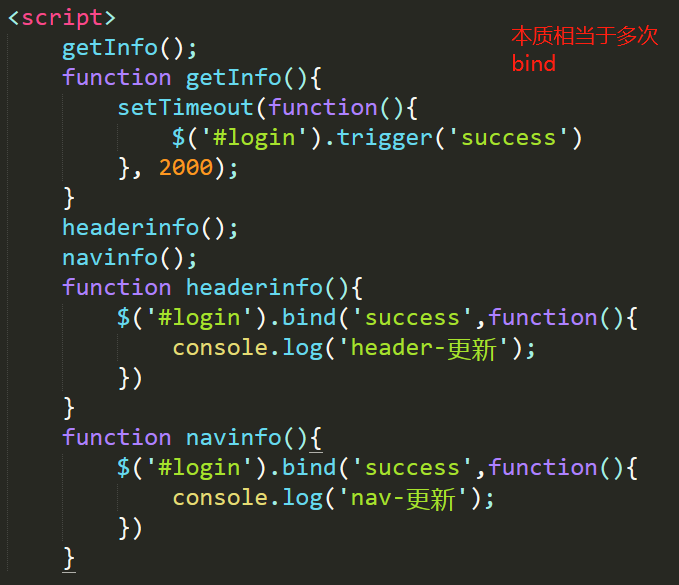 <script>
本质相当于多次
bind
getInfo();
function getInfo(){
setTimeout(function(){
$('#login').trigger('success')
}, 2000);
}
headerinfo();
navinfo();
function headerinfo(){
$('#login').bind('success',function(){
console.log('header-更新');
})
}
function navinfo(){
$('#login').bind('success',function(){
console.log('nav-更新');
})
}